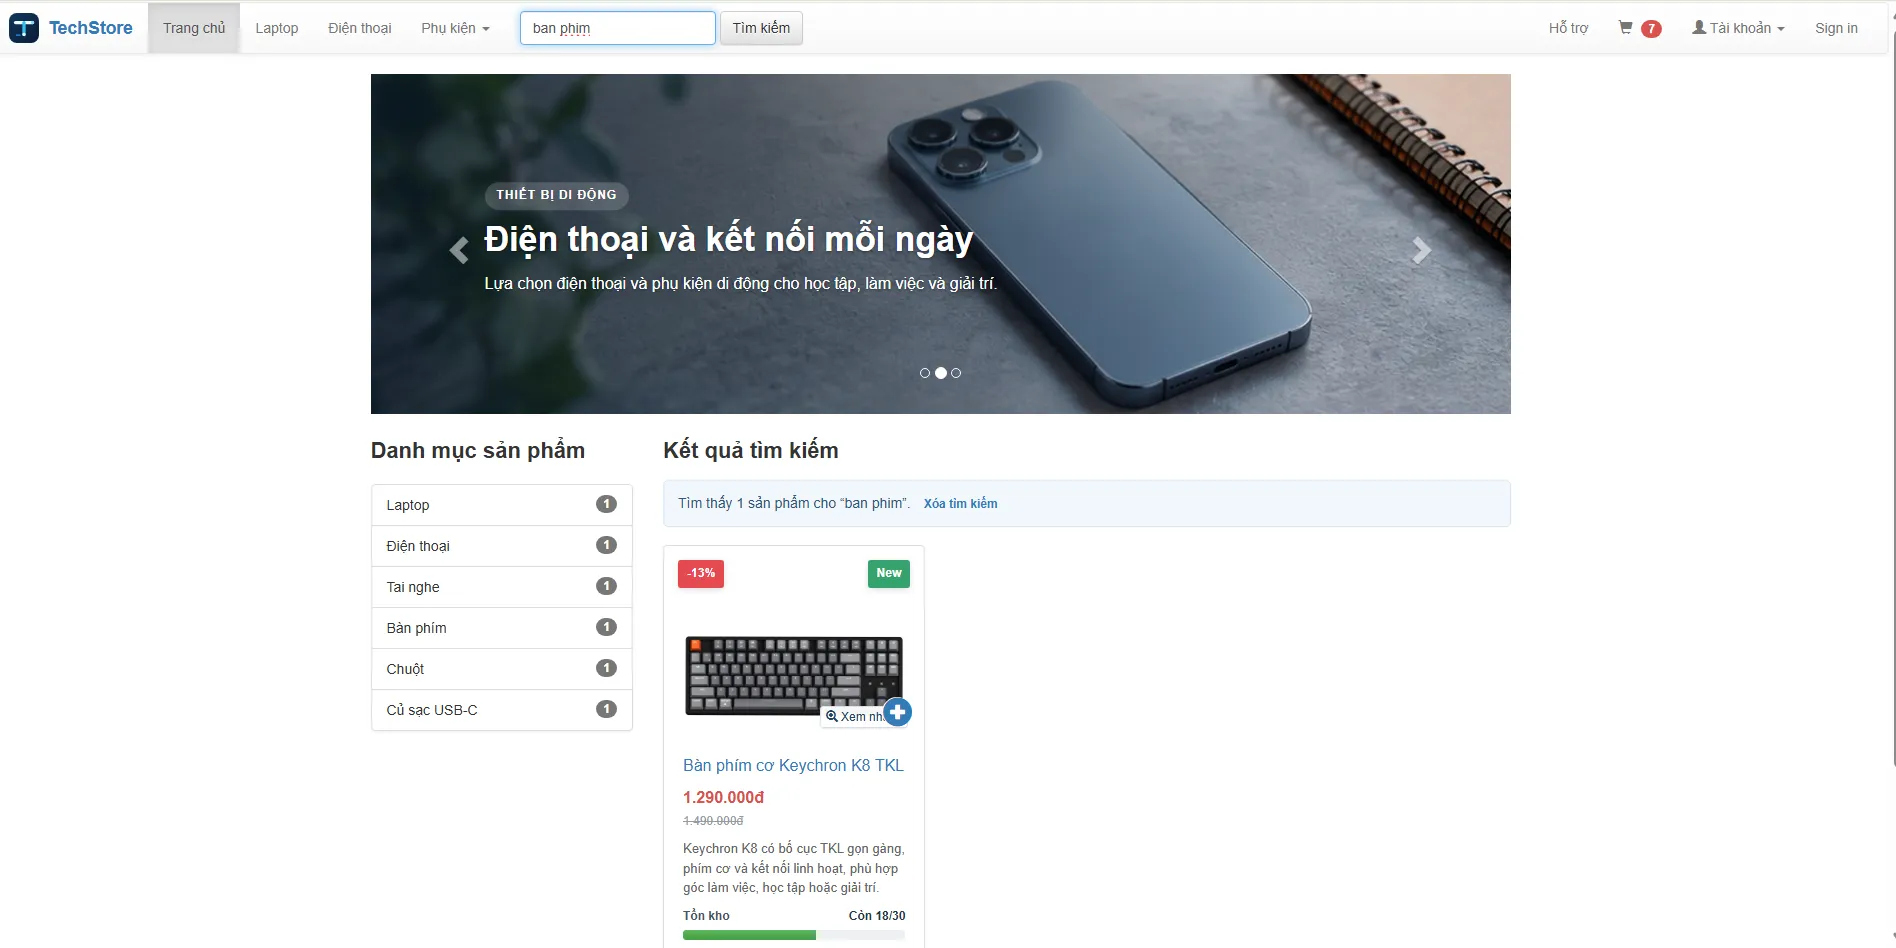 TechStore Trang chủ Laptop Điện thoại Phụ kiện ban phim Tìm kiếm Hỗ trợ 7 Tài khoản Sign in
THIẾT BỊ DI ĐỘNG
Điện thoại và kết nối mỗi ngày
Lựa chọn điện thoại và phụ kiện di động cho học tập, làm việc và giải trí.
Danh mục sản phẩm
Laptop 1
Điện thoại 1
Tai nghe 1
Bàn phím 1
Chuột 1
Củ sạc USB-C 1
Kết quả tìm kiếm
Tìm thấy 1 sản phẩm cho “ban phim”. Xóa tìm kiếm
-13% New
Xem
Bàn phím cơ Keychron K8 TKL
1.290.000đ
1.490.000đ
Keychron K8 có bố cục TKL gọn gàng,
phím cơ và kết nối linh hoạt, phù hợp
góc làm việc, học tập hoặc giải trí.
Tồn kho Còn 18/30